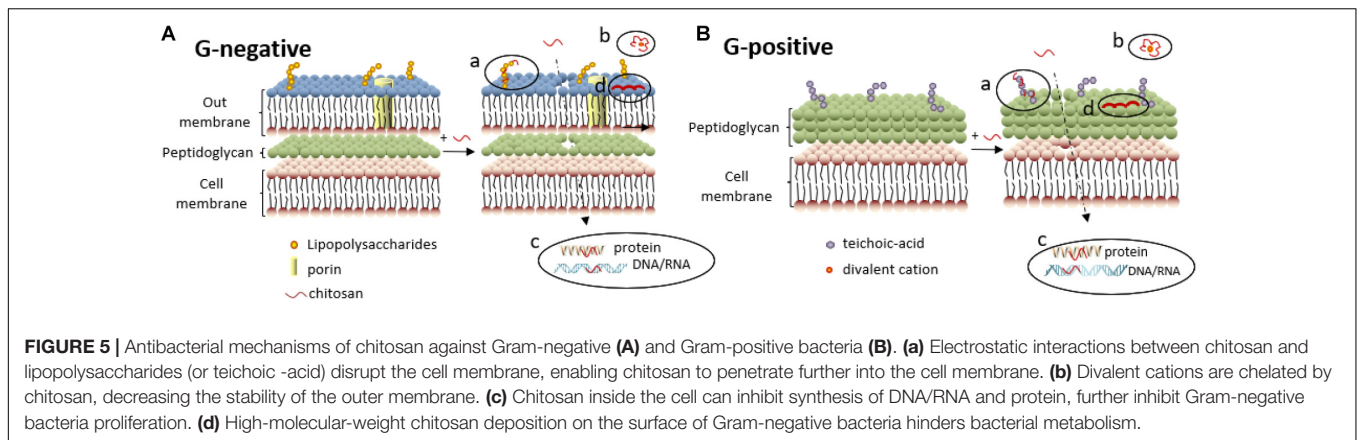 A
G-negative
a
b
d
Out
membrane
Peptidoglycan
Cell
membrane
+
c
protein
DNA/RNA
Lipopolysaccharides
porin
chitosan
B
G-positive
a
b
d
Peptidoglycan
Cell
membrane
+
c
protein
DNA/RNA
teichoic-acid
divalent cation
FIGURE 5 | Antibacterial mechanisms of chitosan against Gram-negative (A) and Gram-positive bacteria (B). (a) Electrostatic interactions between chitosan and
lipopolysaccharides (or teichoic -acid) disrupt the cell membrane, enabling chitosan to penetrate further into the cell membrane. (b) Divalent cations are chelated by
chitosan, decreasing the stability of the outer membrane. (c) Chitosan inside the cell can inhibit synthesis of DNA/RNA and protein, further inhibit Gram-negative
bacteria proliferation. (d) High-molecular-weight chitosan deposition on the surface of Gram-negative bacteria hinders bacterial metabolism.